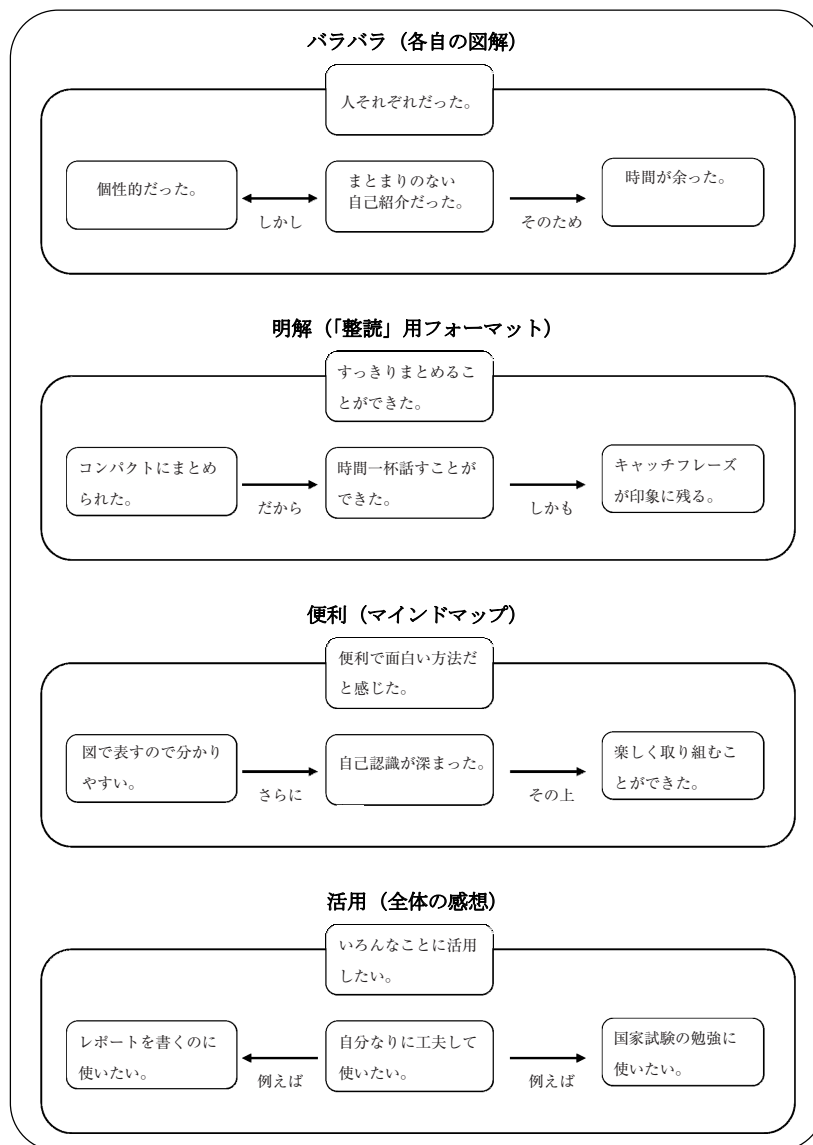 バラバラ（各自の図解）
人それぞれだった。
個性的だった。
しかし
まとまりのない
自己紹介だった。
そのため
時間が余った。
明解（「整読」用フォーマット）
すっきりまとめるこ
とができた。
コンパクトにまとめ
られた。
だから
時間一杯話すことが
できた。
しかも
キャッチフレーズ
が印象に残る。
便利（マインドマップ）
便利で面白い方法だ
と感じた。
図で表すので分かり
やすい。
さらに
自己認識が深まった。
その上
楽しく取り組むこ
とができた。
活用（全体の感想）
いろんなことに活用
したい。
レポートを書くのに
使いたい。
例えば
自分なりに工夫して
使いたい。
例えば
国家試験の勉強に
使いたい。